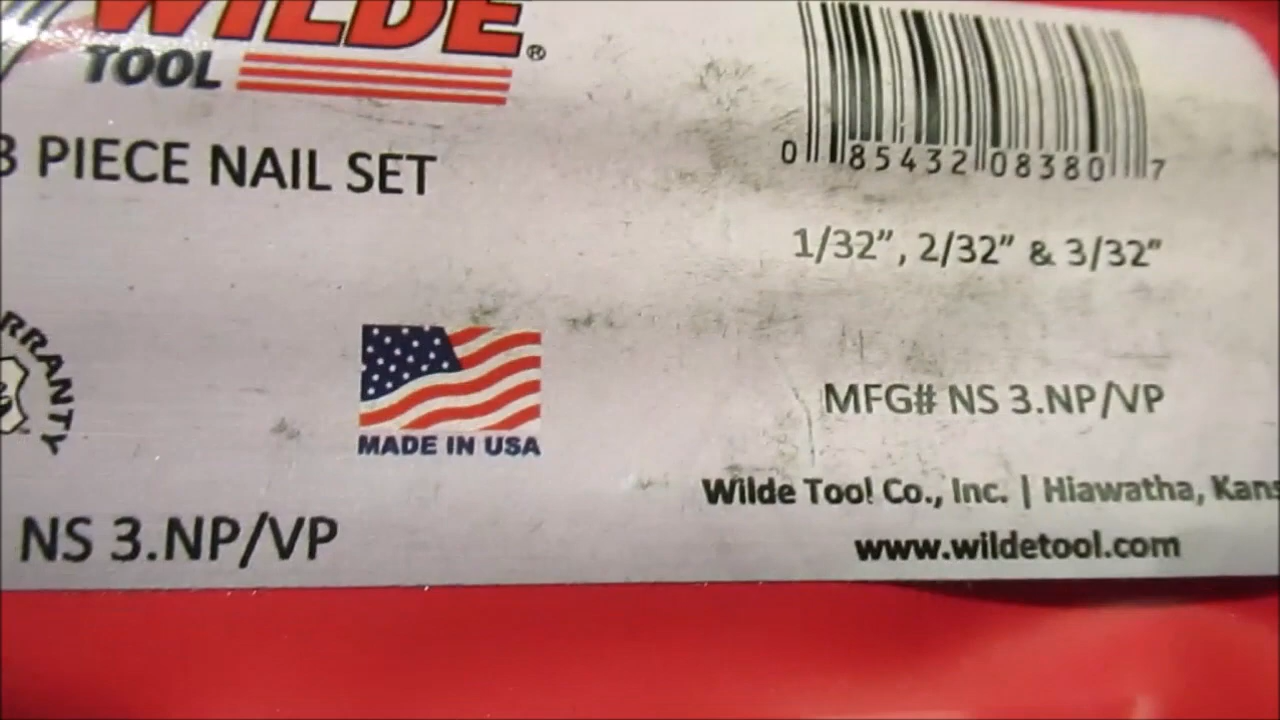 WILDE®
TOOL
3 PIECE NAIL SET
0 85432 08380 7
1/32”, 2/32” & 3/32”
RRANTY
MADE IN USA
MFG# NS 3.NP/VP
Wilde Tool Co., Inc. | Hiawatha, Kans
NS 3.NP/VP
www.wildetool.com